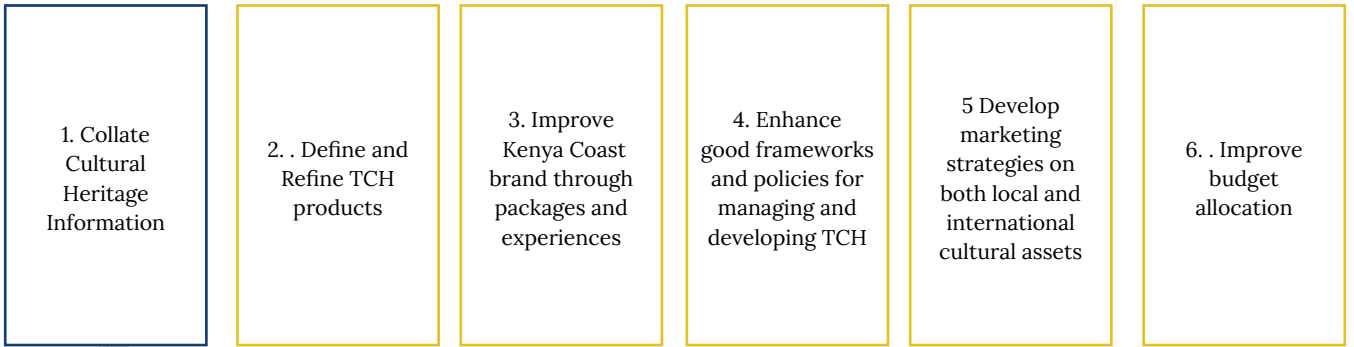 1. Collate
Cultural
Heritage
Information
2. . Define and
Refine TCH
products
3. Improve
Kenya Coast
brand through
packages and
experiences
4. Enhance
good frameworks
and policies for
managing and
developing TCH
5 Develop
marketing
strategies on
both local and
international
cultural assets
6. . Improve
budget
allocation